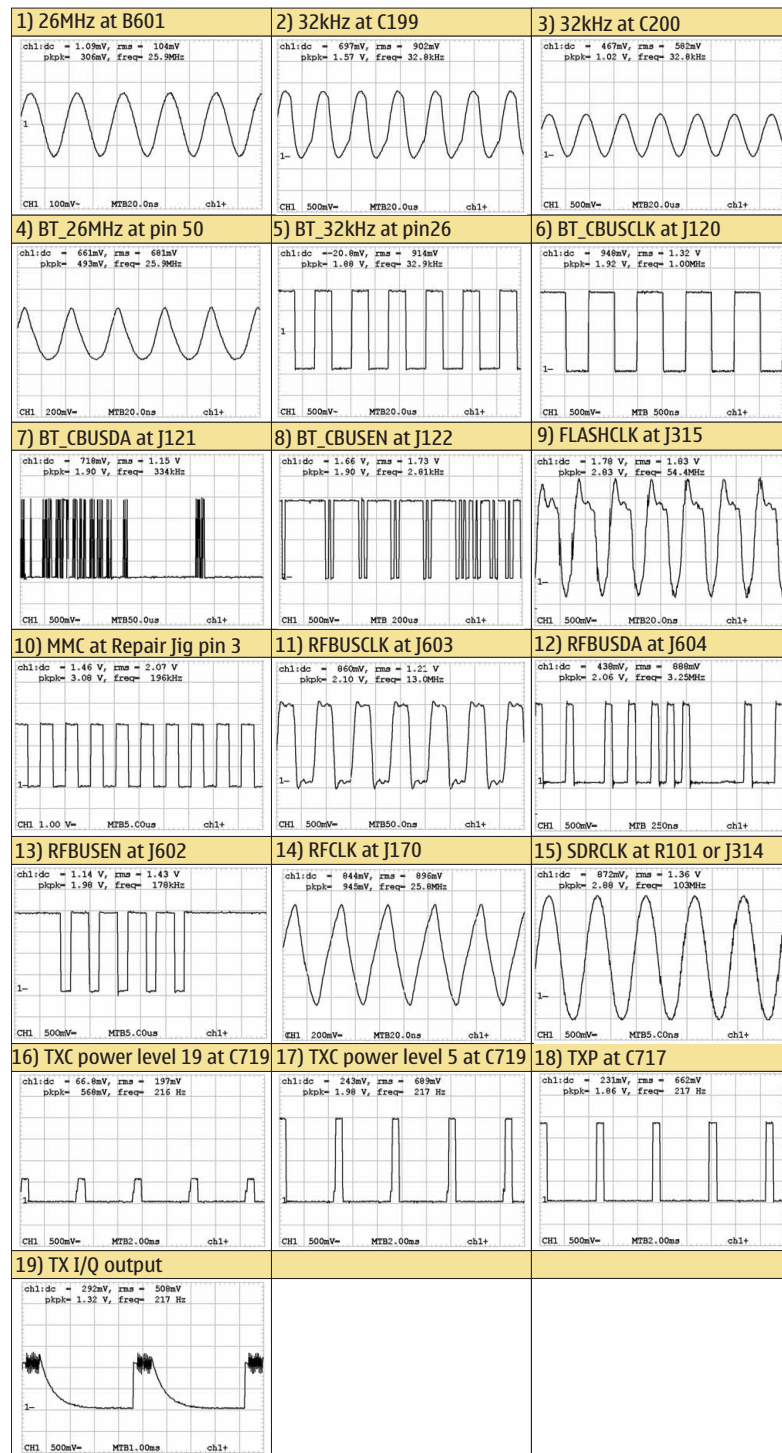 1) 26MHz at B601
ch1:dc = 1.09mV, rms = 104mV
pkpk= 306mV, freq= 25.9MHz
1
CH1 100mV~ MTB20.0ns ch1+
2) 32kHz at C199
ch1:dc = 697mV, rms = 902mV
pkpk= 1.57 V, freq= 32.8kHz
1-
CH1 500mV= MTB20.0us ch1+
3) 32kHz at C200
ch1:dc = 467mV, rms = 582mV
pkpk= 1.02 V, freq= 32.8kHz
1-
CH1 500mV= MTB20.0us ch1+
4) BT_26MHz at pin 50
ch1:dc = 661mV, rms = 681mV
pkpk= 493mV, freq= 25.9MHz
CH1 200mV= MTB20.0ns ch1+
5) BT_32kHz at pin26
ch1:dc =-20.8mV, rms = 914mV
pkpk= 1.88 V, freq= 32.9kHz
1
CH1 500mV~ MTB20.0us ch1+
6) BT_CBUSCLK at J120
ch1:dc = 948mV, rms = 1.32 V
pkpk= 1.92 V, freq= 1.00MHz
1-
CH1 500mV= MTB 500ns ch1+
7) BT_CBUSDA at J121
ch1:dc = 718mV, rms = 1.15 V
pkpk= 1.90 V, freq= 334kHz
CH1 500mV= MTB50.0us ch1+
8) BT_CBUSEN at J122
ch1:dc = 1.66 V, rms = 1.73 V
pkpk= 1.90 V, freq= 2.81kHz
1-
CH1 500mV= MTB 200us ch1+
9) FLASHCLK at J315
ch1:dc = 1.78 V, rms = 1.83 V
pkpk= 2.83 V, freq= 54.4MHz
1-
CH1 500mV= MTB20.0ns ch1+
10) MMC at Repair Jig pin 3
ch1:dc = 1.46 V, rms = 2.07 V
pkpk= 3.08 V, freq= 196kHz
1-
CH1 1.00 V= MTB5.00us ch1+
11) RFBUSCLK at J603
ch1:dc = 860mV, rms = 1.21 V
pkpk= 2.10 V, freq= 13.0MHz
1-
CH1 500mV= MTB50.0ns ch1+
12) RFBUSDA at J604
ch1:dc = 438mV, rms = 888mV
pkpk= 2.06 V, freq= 3.25MHz
1-
CH1 500mV= MTB 250ns ch1+
13) RFBUSEN at J602
ch1:dc = 1.14 V, rms = 1.43 V
pkpk= 1.98 V, freq= 178kHz
1-
CH1 500mV= MTB5.00us ch1+
14) RFCLK at J170
ch1:dc = 844mV, rms = 896mV
pkpk= 945mV, freq= 25.8MHz
CH1 200mV= MTB20.0ns ch1+
15) SDRCLK at R101 or J314
ch1:dc = 872mV, rms = 1.36 V
pkpk= 2.88 V, freq= 103MHz
1-
CH1 500mV= MTB5.00ns ch1+
16) TXC power level 19 at C719
ch1:dc = 66.8mV, rms = 197mV
pkpk= 568mV, freq= 216 Hz
1
CH1 500mV= MTB2.00ms ch1+
17) TXC power level 5 at C719
ch1:dc = 243mV, rms = 689mV
pkpk= 1.98 V, freq= 217 Hz
1
CH1 500mV= MTB2.00ms ch1+
18) TXP at C717
ch1:dc = 231mV, rms = 662mV
pkpk= 1.86 V, freq= 217 Hz
1
CH1 500mV= MTB2.00ms ch1+
19) TX I/Q output
ch1:dc = 292mV, rms = 508mV
pkpk= 1.32 V, freq= 217 Hz
1-
CH1 500mV= MTB1.00ms ch1+